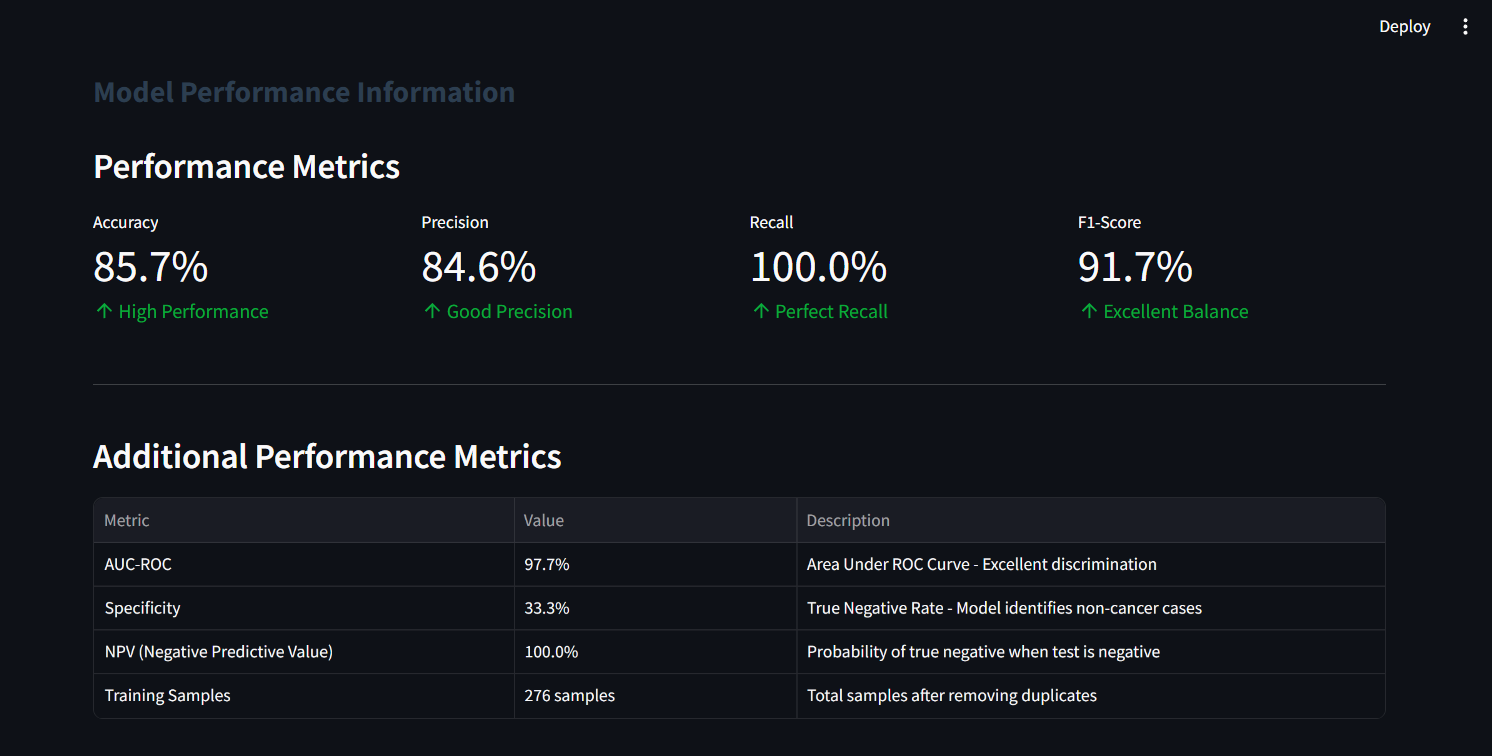 Deploy
Model Performance Information
Performance Metrics
Accuracy Precision Recall F1-Score
85.7% 84.6% 100.0% 91.7%
↑ High Performance ↑ Good Precision ↑ Perfect Recall ↑ Excellent Balance
Additional Performance Metrics
Metric Value Description
AUC-ROC 97.7% Area Under ROC Curve - Excellent discrimination
Specificity 33.3% True Negative Rate - Model identifies non-cancer cases
NPV (Negative Predictive Value) 100.0% Probability of true negative when test is negative
Training Samples 276 samples Total samples after removing duplicates